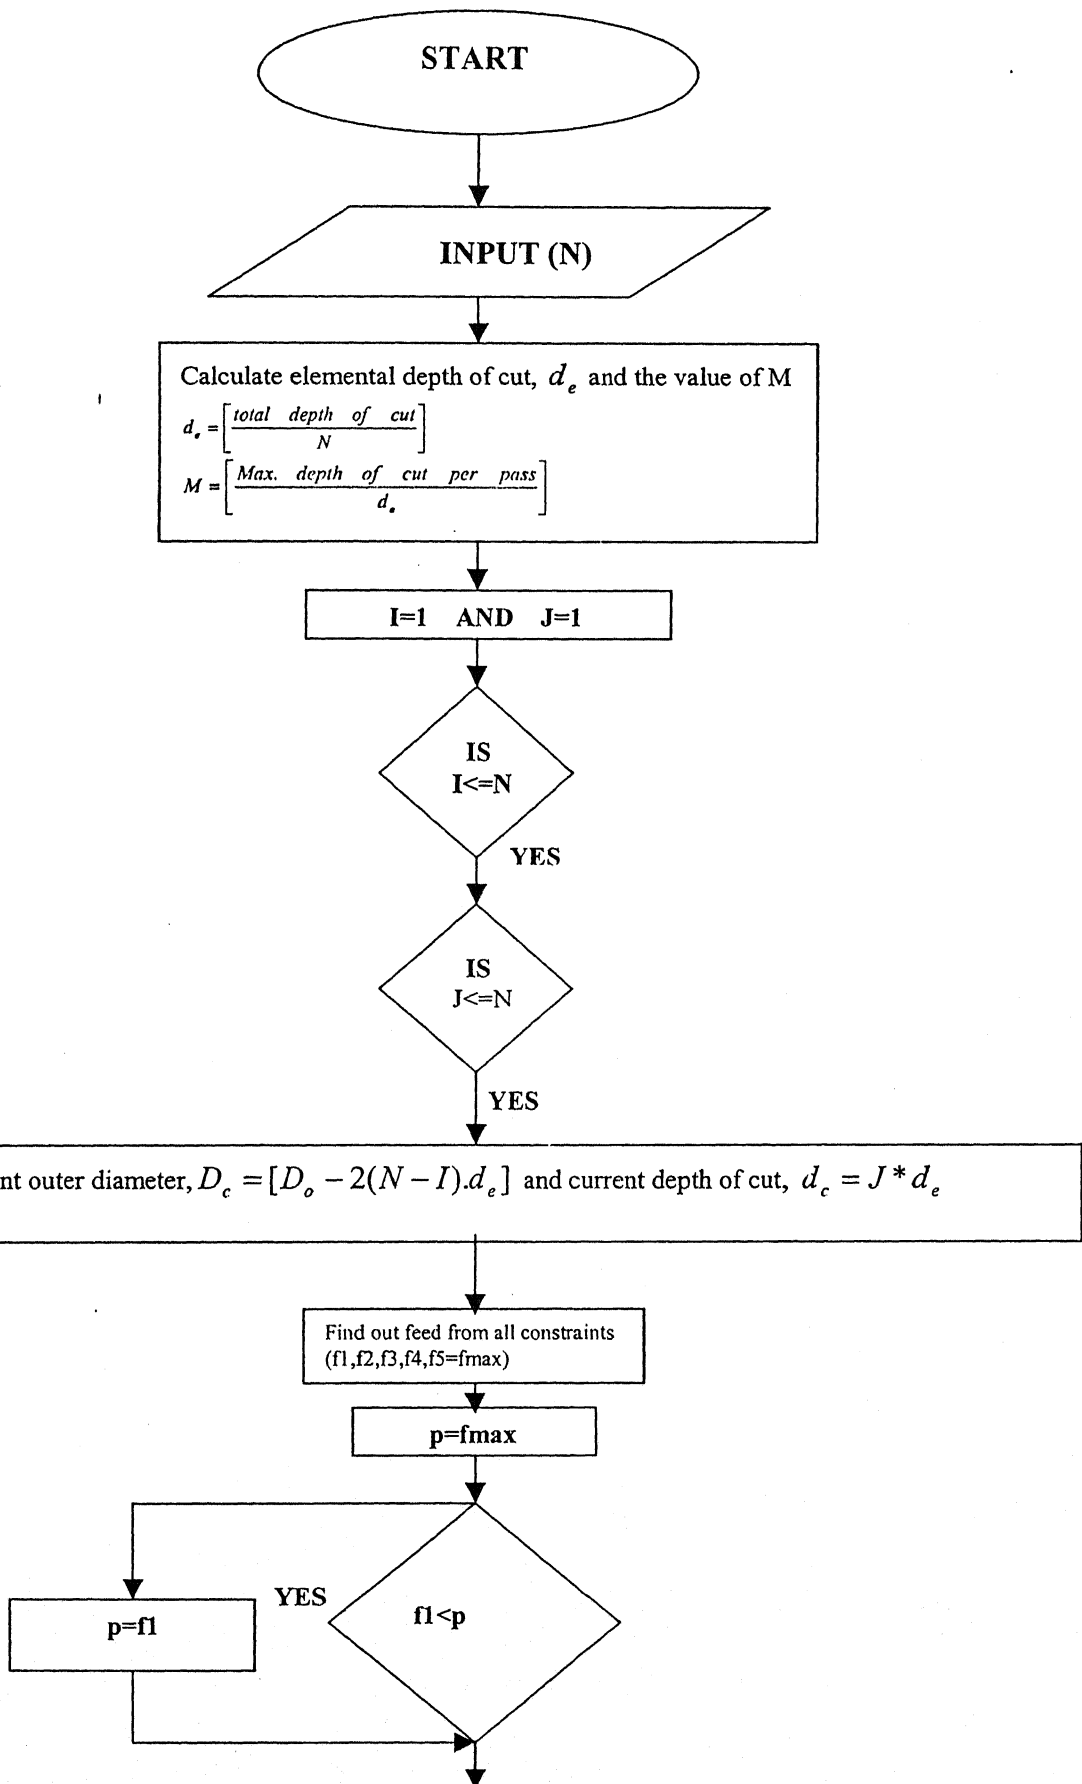 START
INPUT (N)
Calculate elemental depth of cut, d_e and the value of M
d_e = [total depth of cut / N]
M = [Max. depth of cut per pass / d_e]
I=1 AND J=1
IS
I<=N
YES
IS
J<=N
YES
nt outer diameter, D_c = [D_o − 2(N − I).d_e] and current depth of cut, d_c = J * d_e
Find out feed from all constraints
(f1,f2,f3,f4,f5=fmax)
p=fmax
YES
f1<p
p=f1